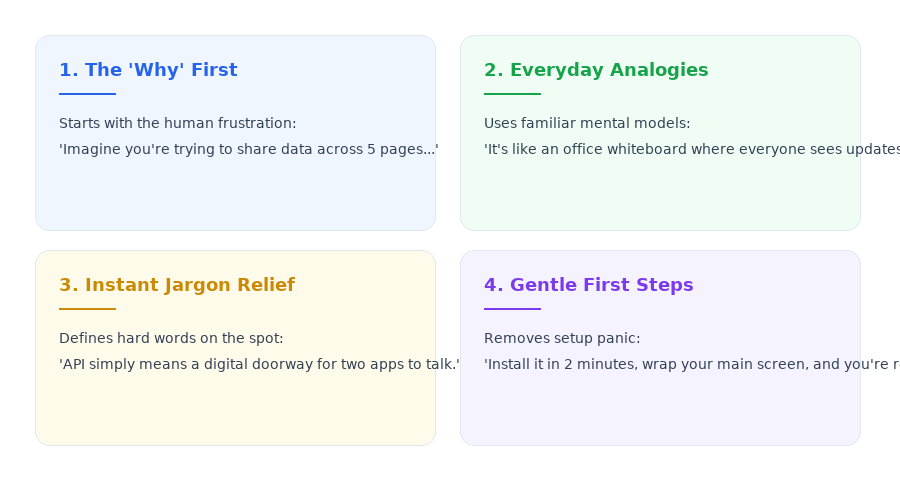 1. The 'Why' First
Starts with the human frustration:
'Imagine you're trying to share data across 5 pages...'
2. Everyday Analogies
Uses familiar mental models:
'It's like an office whiteboard where everyone sees updates
3. Instant Jargon Relief
Defines hard words on the spot:
'API simply means a digital doorway for two apps to talk.'
4. Gentle First Steps
Removes setup panic:
'Install it in 2 minutes, wrap your main screen, and you're